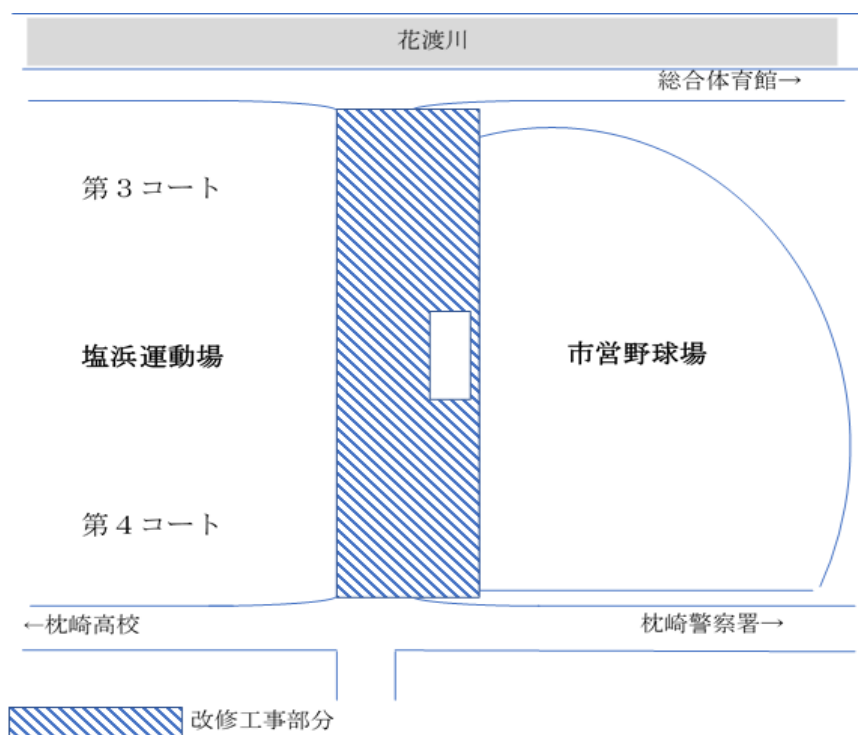 花渡川
総合体育館→
第3コート
塩浜運動場
市営野球場
第4コート
←枕崎高校
枕崎警察署→
改修工事部分